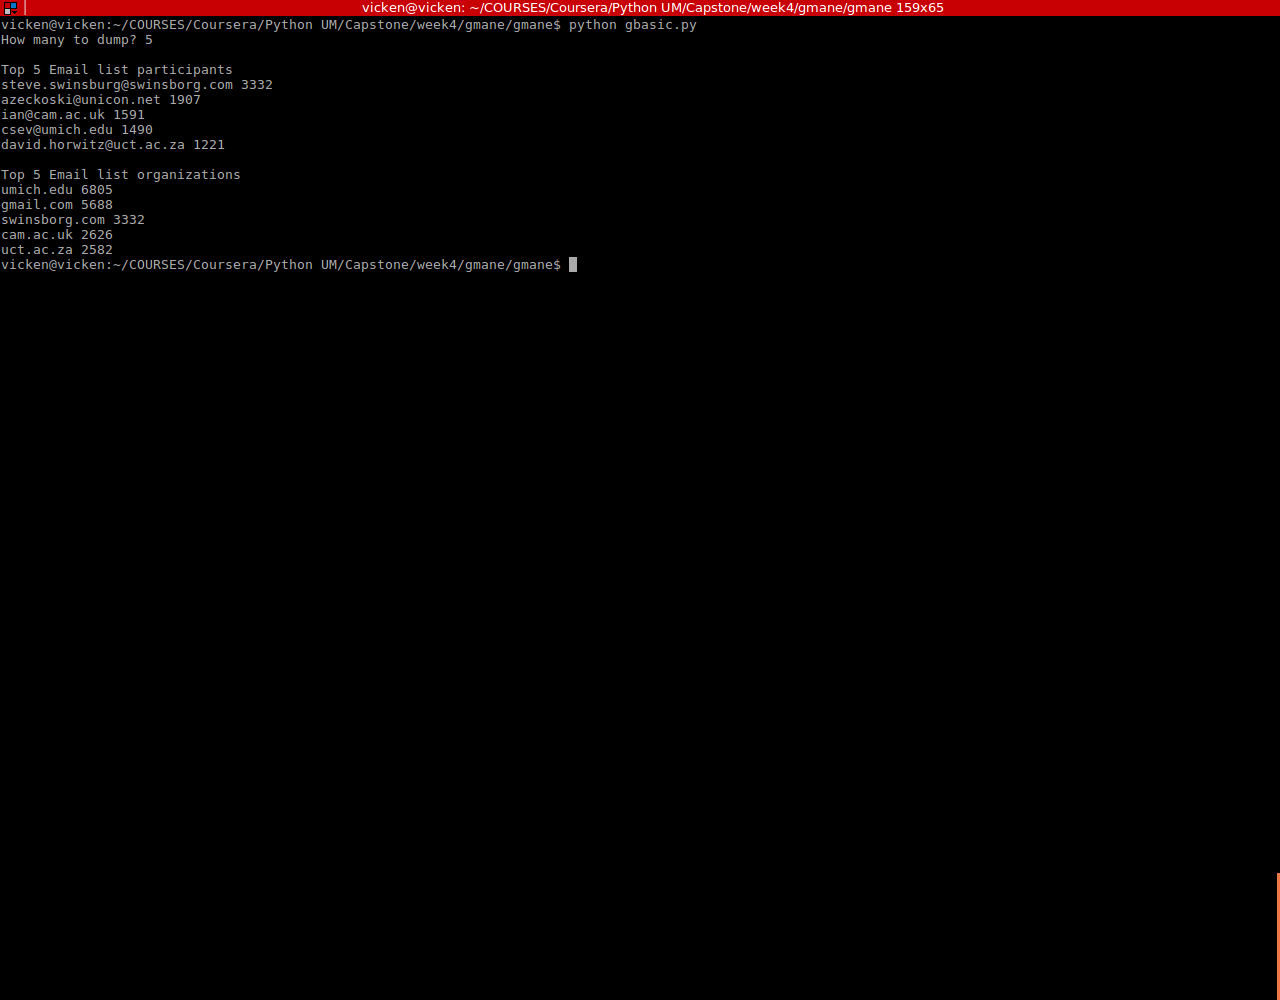 vicken@vicken: ~/COURSES/Coursera/Python UM/Capstone/week4/gmane/gmane 159x65
vicken@vicken:~/COURSES/Coursera/Python UM/Capstone/week4/gmane/gmane$ python gbasic.py
How many to dump? 5
Top 5 Email list participants
steve.swinsburg@swinsborg.com 3332
azeckoski@unicon.net 1907
ian@cam.ac.uk 1591
csev@umich.edu 1490
david.horwitz@uct.ac.za 1221
Top 5 Email list organizations
umich.edu 6805
gmail.com 5688
swinsborg.com 3332
cam.ac.uk 2626
uct.ac.za 2582
vicken@vicken:~/COURSES/Coursera/Python UM/Capstone/week4/gmane/gmane$